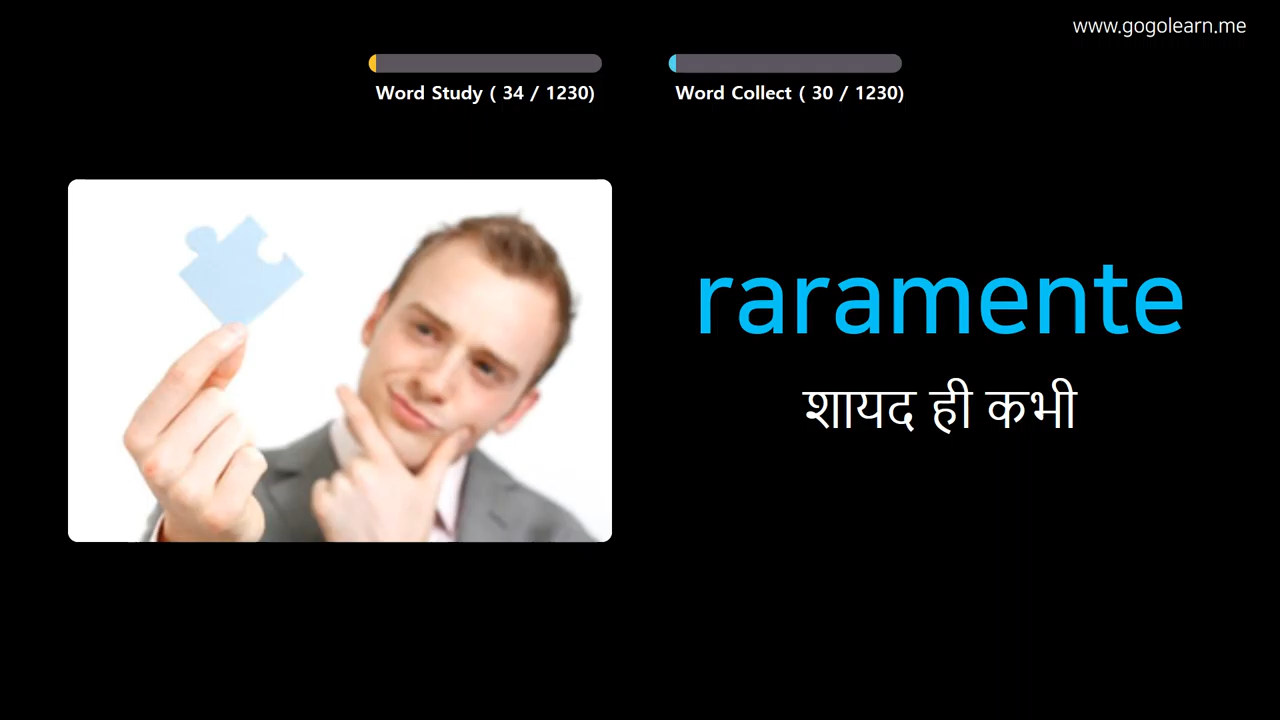 www.gogolearn.me
Word Study ( 34 / 1230)
Word Collect ( 30 / 1230)
raramente
शायद ही कभी